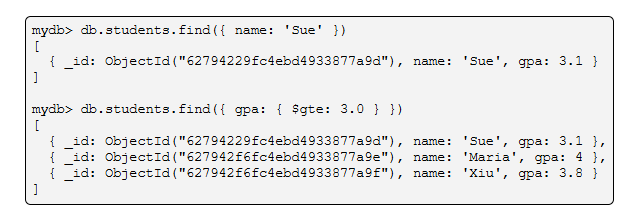 mydb> db.students.find({ name: 'Sue' })
[
  { _id: ObjectId("62794229fc4ebd4933877a9d"), name: 'Sue', gpa: 3.1 }
]
mydb> db.students.find({ gpa: { $gte: 3.0 } })
[
  { _id: ObjectId("62794229fc4ebd4933877a9d"), name: 'Sue', gpa: 3.1 },
  { _id: ObjectId("627942f6fc4ebd4933877a9e"), name: 'Maria', gpa: 4 },
  { _id: ObjectId("627942f6fc4ebd4933877a9f"), name: 'Xiu', gpa: 3.8 }
]